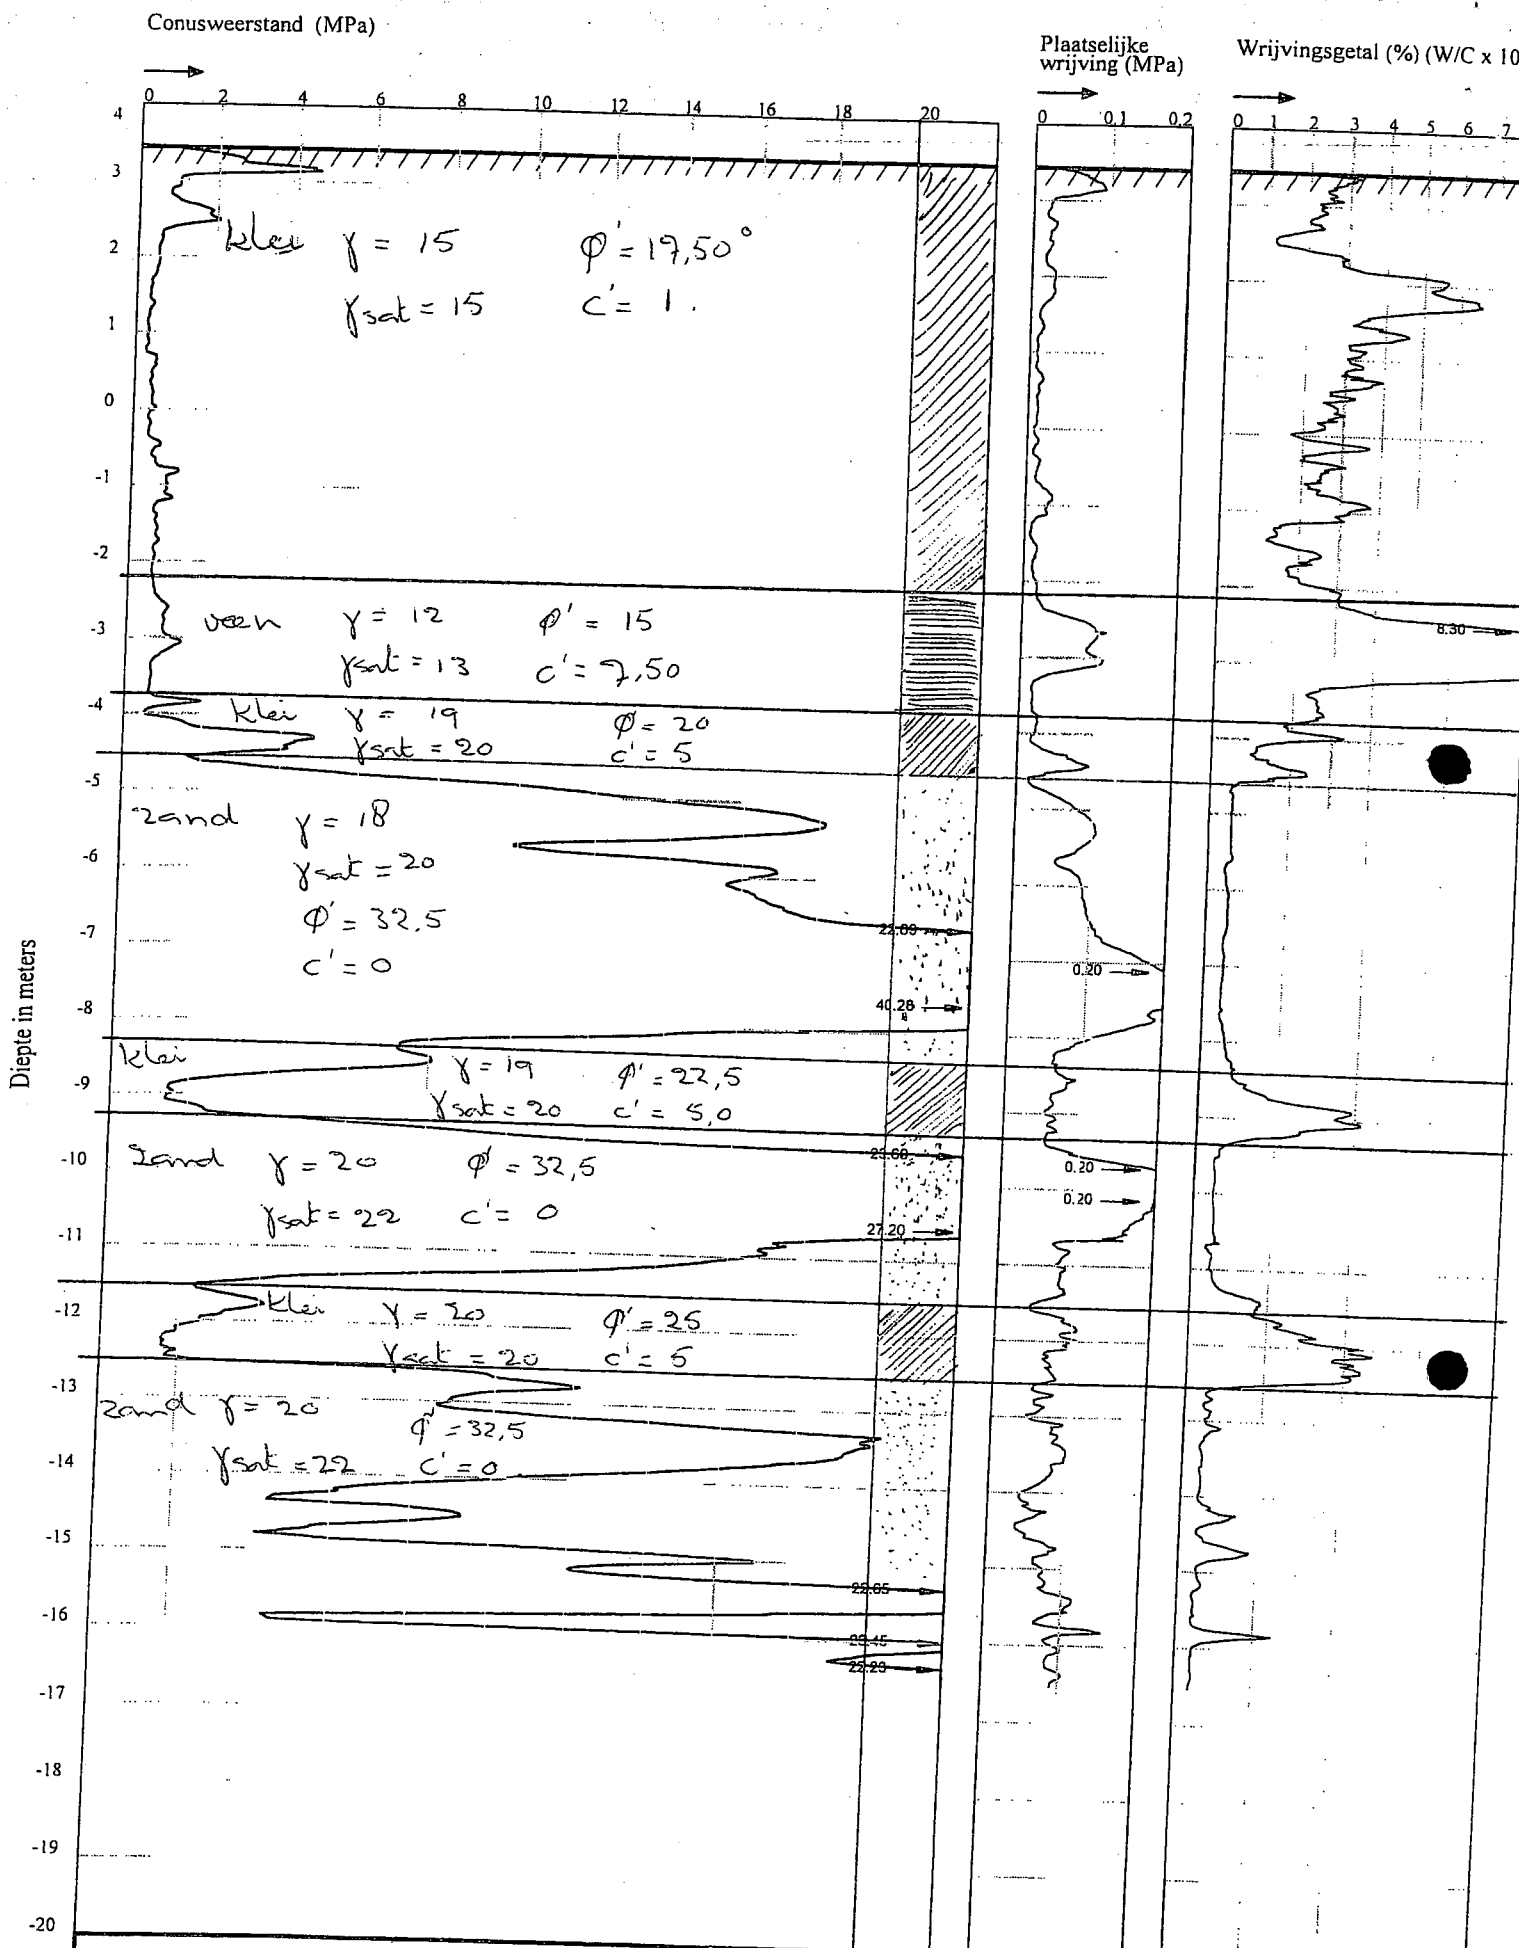 Conusweerstand (MPa)
Plaatselijke
wrijving (MPa)
Wrijvingsgetal (%) (W/C x 10
0 2 4 6 8 10 12 14 16 18 20
0 0,1 0,2
0 1 2 3 4 5 6 7
Diepte in meters
4
3
2
1
0
-1
-2
-3
-4
-5
-6
-7
-8
-9
-10
-11
-12
-13
-14
-15
-16
-17
-18
-19
-20
klei γ = 15 φ' = 17,50°
γsat = 15 c' = 1.
veen γ = 12 φ' = 15
γsat = 13 c' = 7,50
8.30
klei γ = 19 φ = 20
γsat = 20 c' = 5
zand γ = 18
γsat = 20
φ' = 32,5
c' = 0
22.89
0.20
40.28
klei γ = 19 φ' = 22,5
γsat = 20 c' = 5,0
zand γ = 20 φ' = 32,5
23.60
0.20
0.20
γsat = 22 c' = 0
27.20
klei γ = 20 φ' = 25
γsat = 20 c' = 5
zand γ = 20 φ' = 32,5
γsat = 22 c' = 0
22.65
22.23